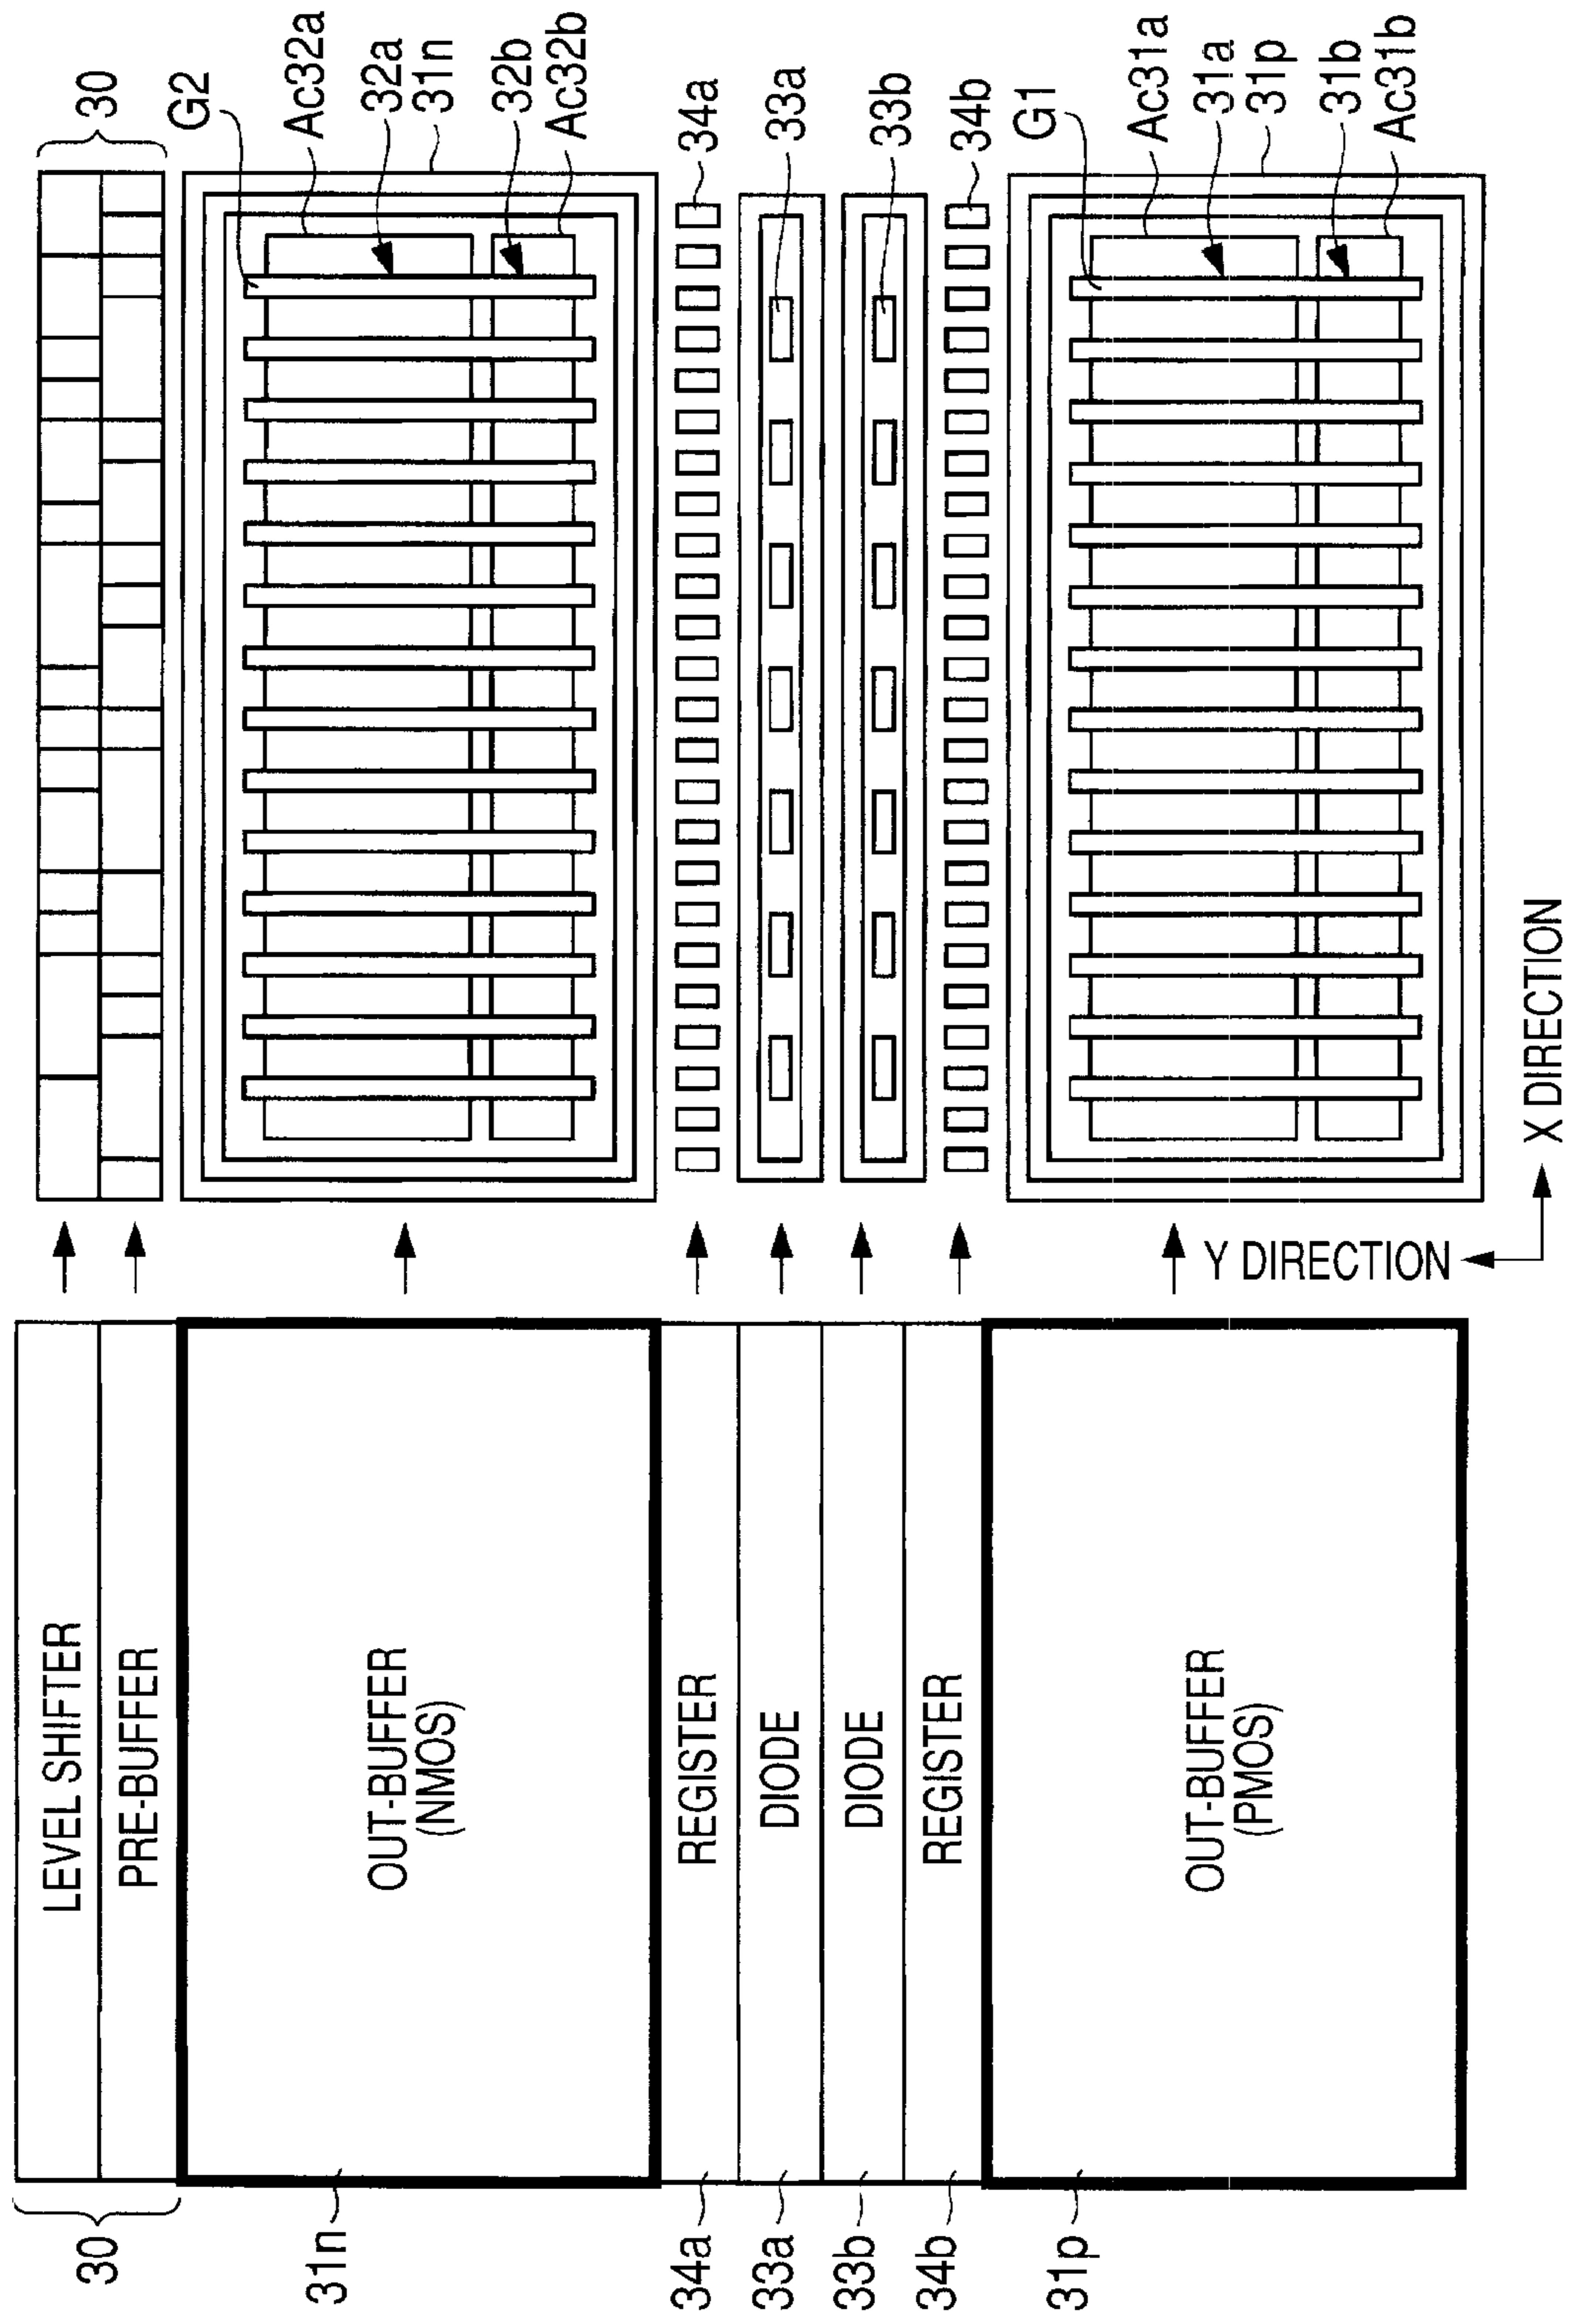 30
LEVEL SHIFTER
PRE-BUFFER
31n
OUT-BUFFER
(NMOS)
34a
REGISTER
33a
DIODE
33b
DIODE
34b
REGISTER
31p
OUT-BUFFER
(PMOS)
30
G2
Ac32a
32a
31n
32b
Ac32b
34a
33a
33b
34b
G1
Ac31a
31a
31p
31b
Ac31b
Y DIRECTION
X DIRECTION